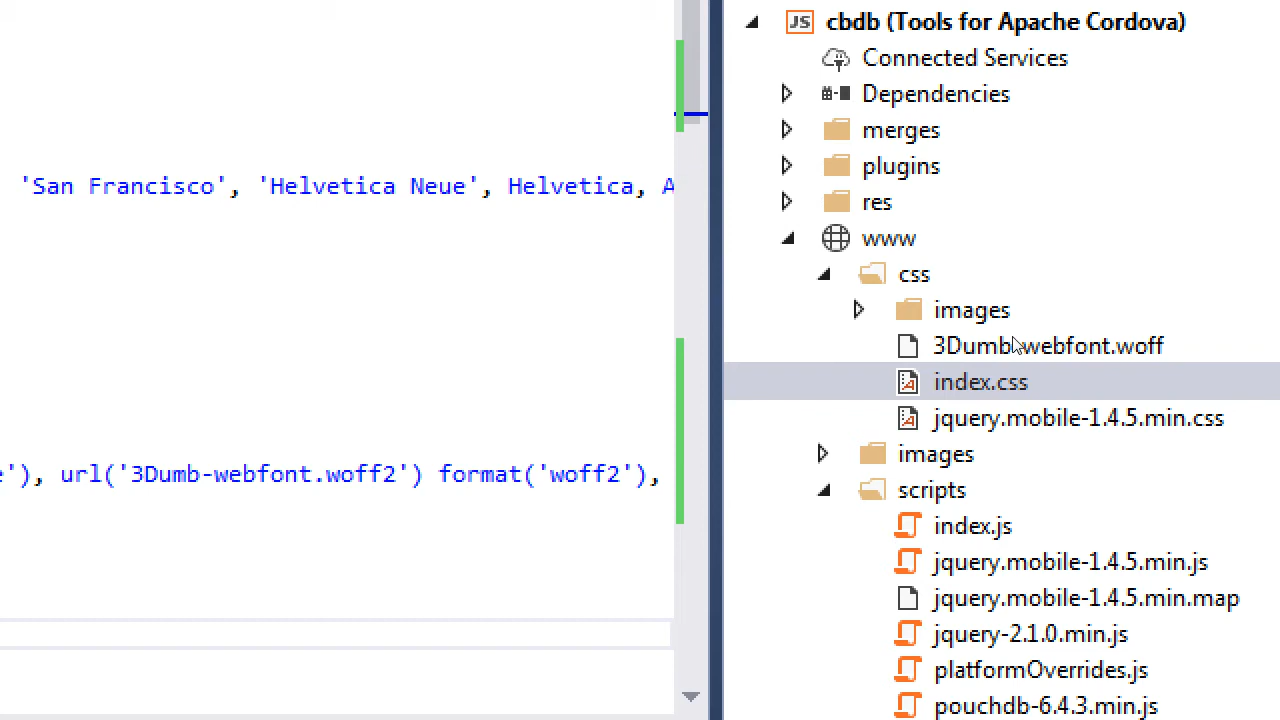 'San Francisco', 'Helvetica Neue', Helvetica, A
e'), url('3Dumb-webfont.woff2') format('woff2'),
JS cbdb (Tools for Apache Cordova)
Connected Services
Dependencies
merges
plugins
res
www
css
images
3Dumb-webfont.woff
index.css
jquery.mobile-1.4.5.min.css
images
scripts
index.js
jquery.mobile-1.4.5.min.js
jquery.mobile-1.4.5.min.map
jquery-2.1.0.min.js
platformOverrides.js
pouchdb-6.4.3.min.js